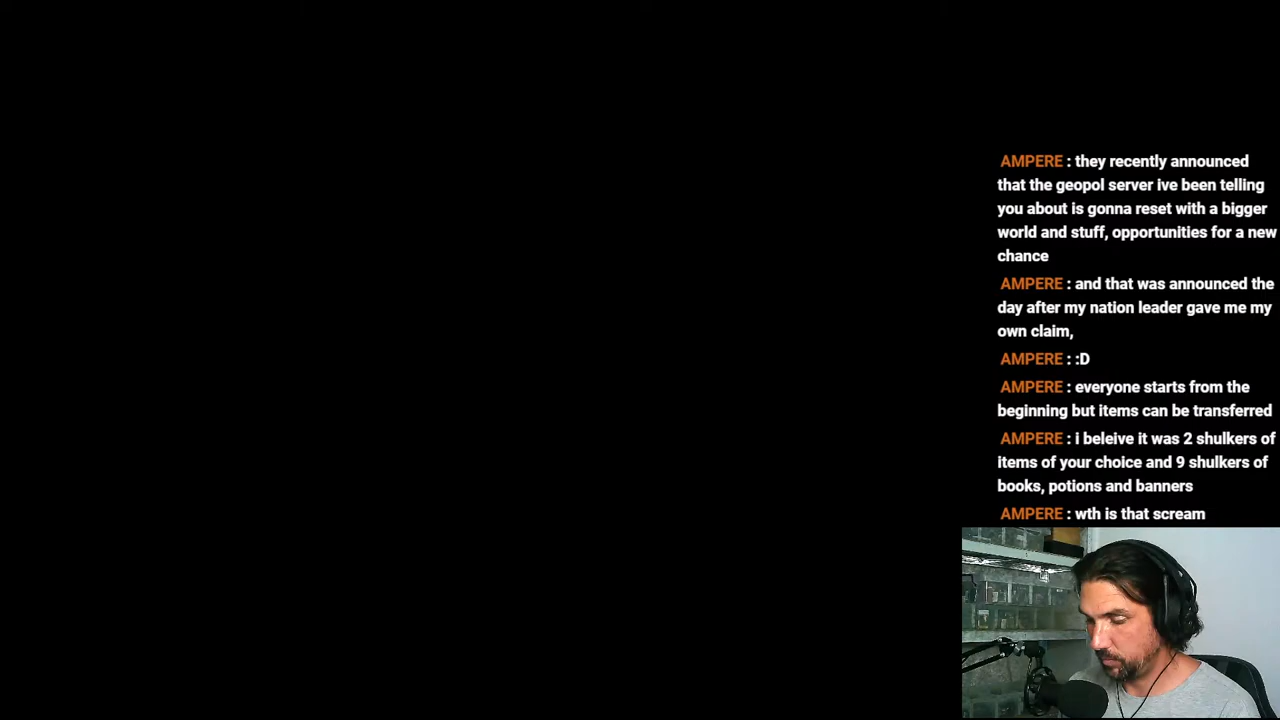 AMPERE : they recently announced
that the geopol server ive been telling
you about is gonna reset with a bigger
world and stuff, opportunities for a new
chance
AMPERE : and that was announced the
day after my nation leader gave me my
own claim,
AMPERE : :D
AMPERE : everyone starts from the
beginning but items can be transferred
AMPERE : i beleive it was 2 shulkers of
items of your choice and 9 shulkers of
books, potions and banners
AMPERE : wth is that scream